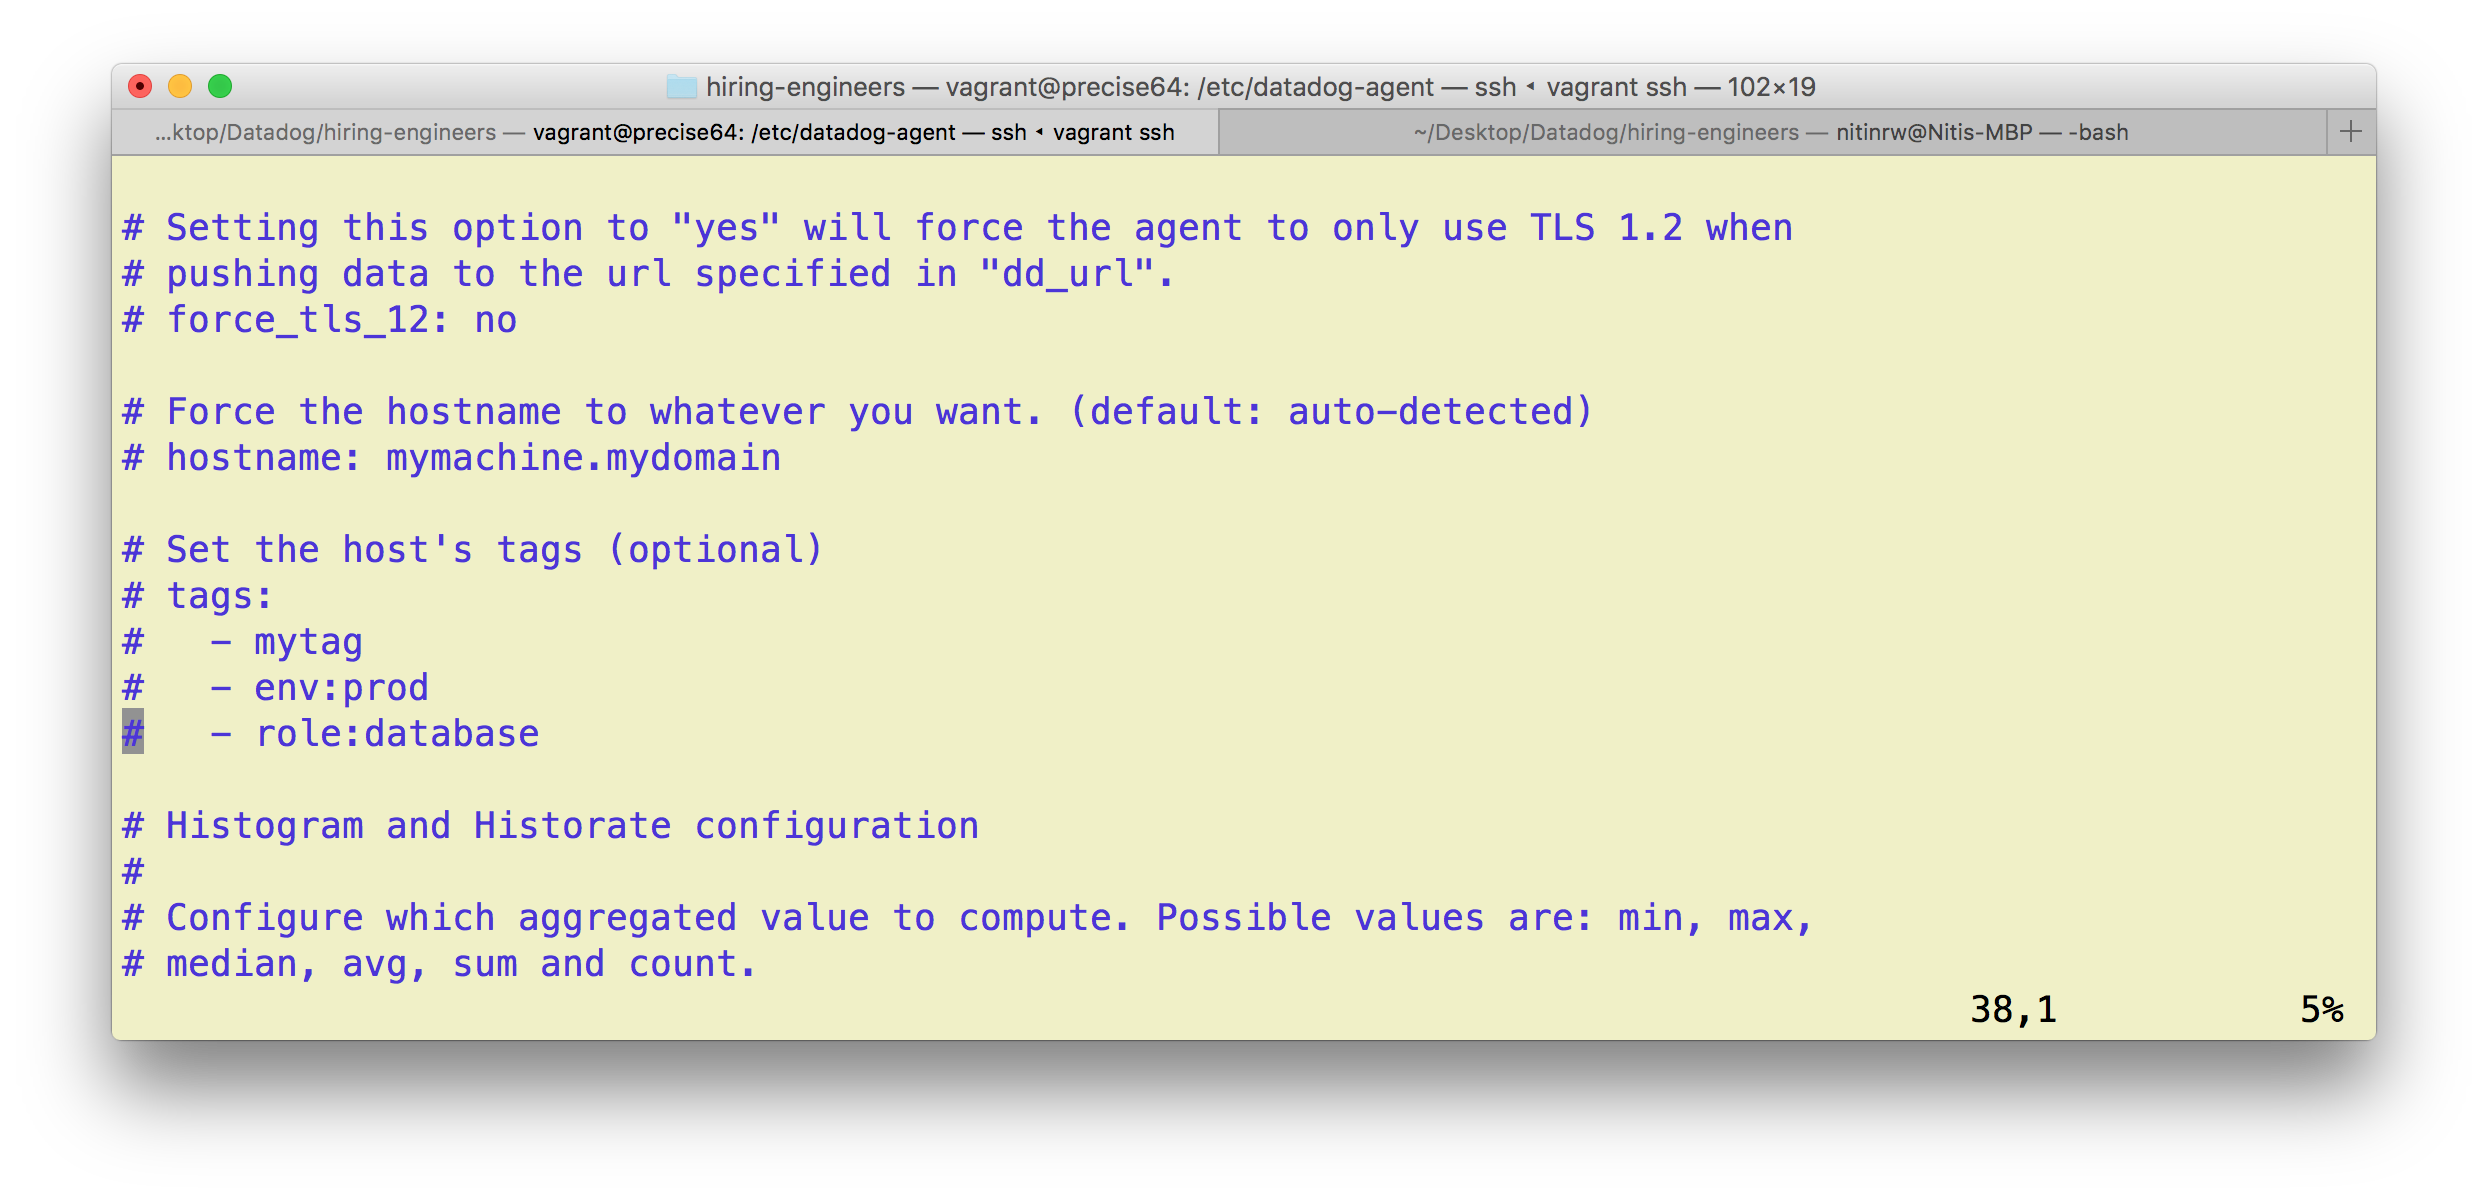 hiring-engineers — vagrant@precise64: /etc/datadog-agent — ssh ◂ vagrant ssh — 102×19
...ktop/Datadog/hiring-engineers — vagrant@precise64: /etc/datadog-agent — ssh ◂ vagrant ssh
~/Desktop/Datadog/hiring-engineers — nitinrw@Nitis-MBP — -bash
# Setting this option to "yes" will force the agent to only use TLS 1.2 when
# pushing data to the url specified in "dd_url".
# force_tls_12: no
# Force the hostname to whatever you want. (default: auto-detected)
# hostname: mymachine.mydomain
# Set the host's tags (optional)
# tags:
#   - mytag
#   - env:prod
#   - role:database
# Histogram and Historate configuration
#
# Configure which aggregated value to compute. Possible values are: min, max,
# median, avg, sum and count.
38,1 5%